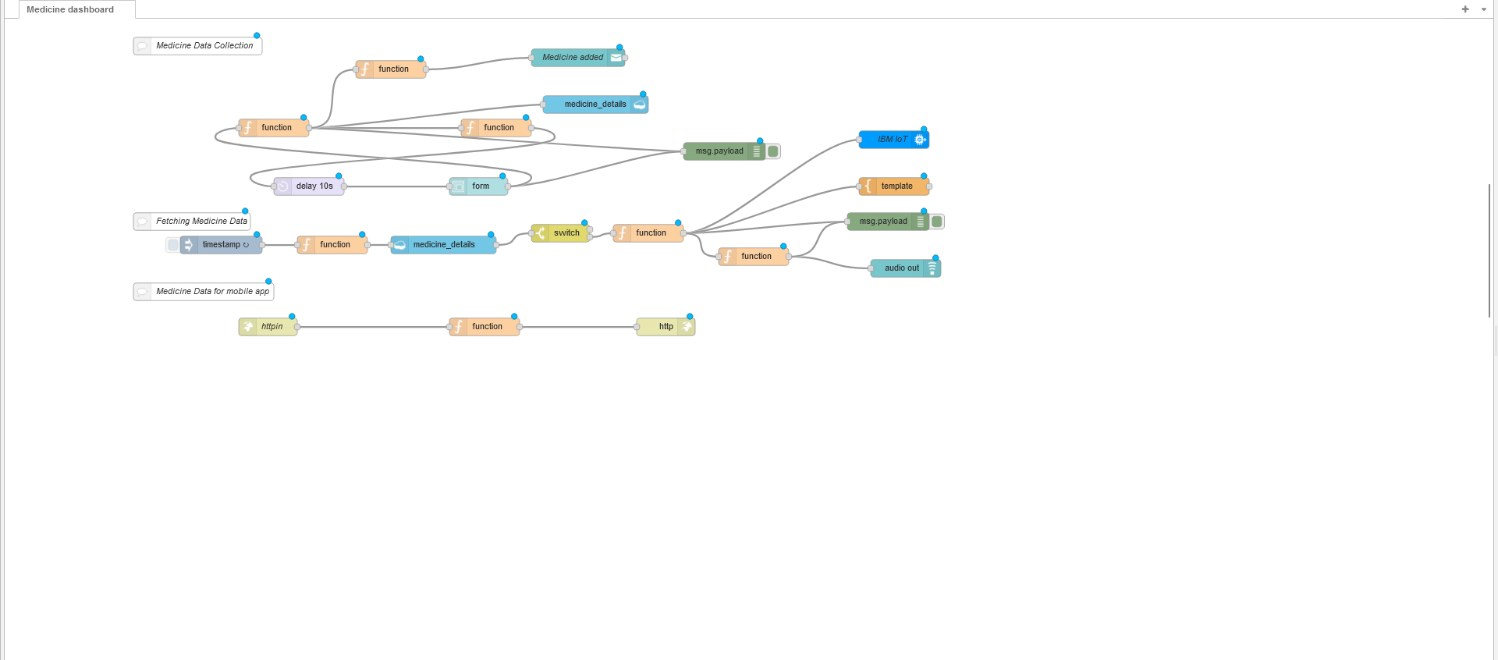 Medicine dashboard
Medicine Data Collection
function
Medicine added
medicine_details
function
function
msg.payload
IBM IoT
delay 10s
form
template
Fetching Medicine Data
msg.payload
timestamp ↻
function
medicine_details
switch
function
function
audio out
Medicine Data for mobile app
httpin
function
http